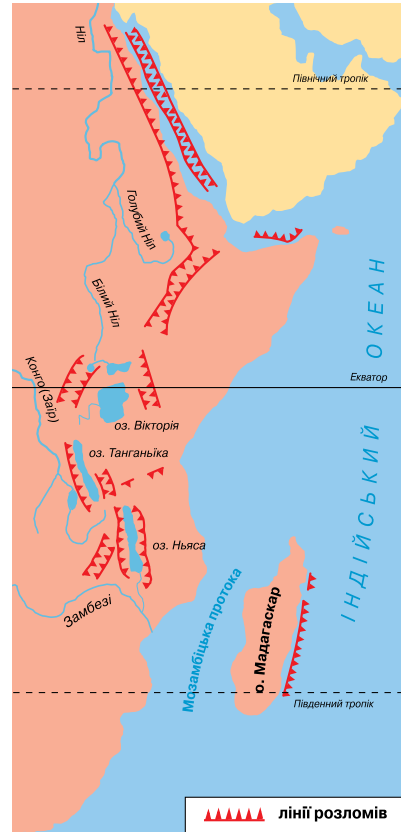 Ніл
Північний тропік
Голубий Ніл
Білий Ніл
ІНДІЙСЬКИЙ ОКЕАН
Екватор
Конго (Заїр)
оз. Вікторія
оз. Танганьїка
оз. Ньяса
Замбезі
Мозамбіцька протока
о. Мадагаскар
Південний тропік
лінії розломів